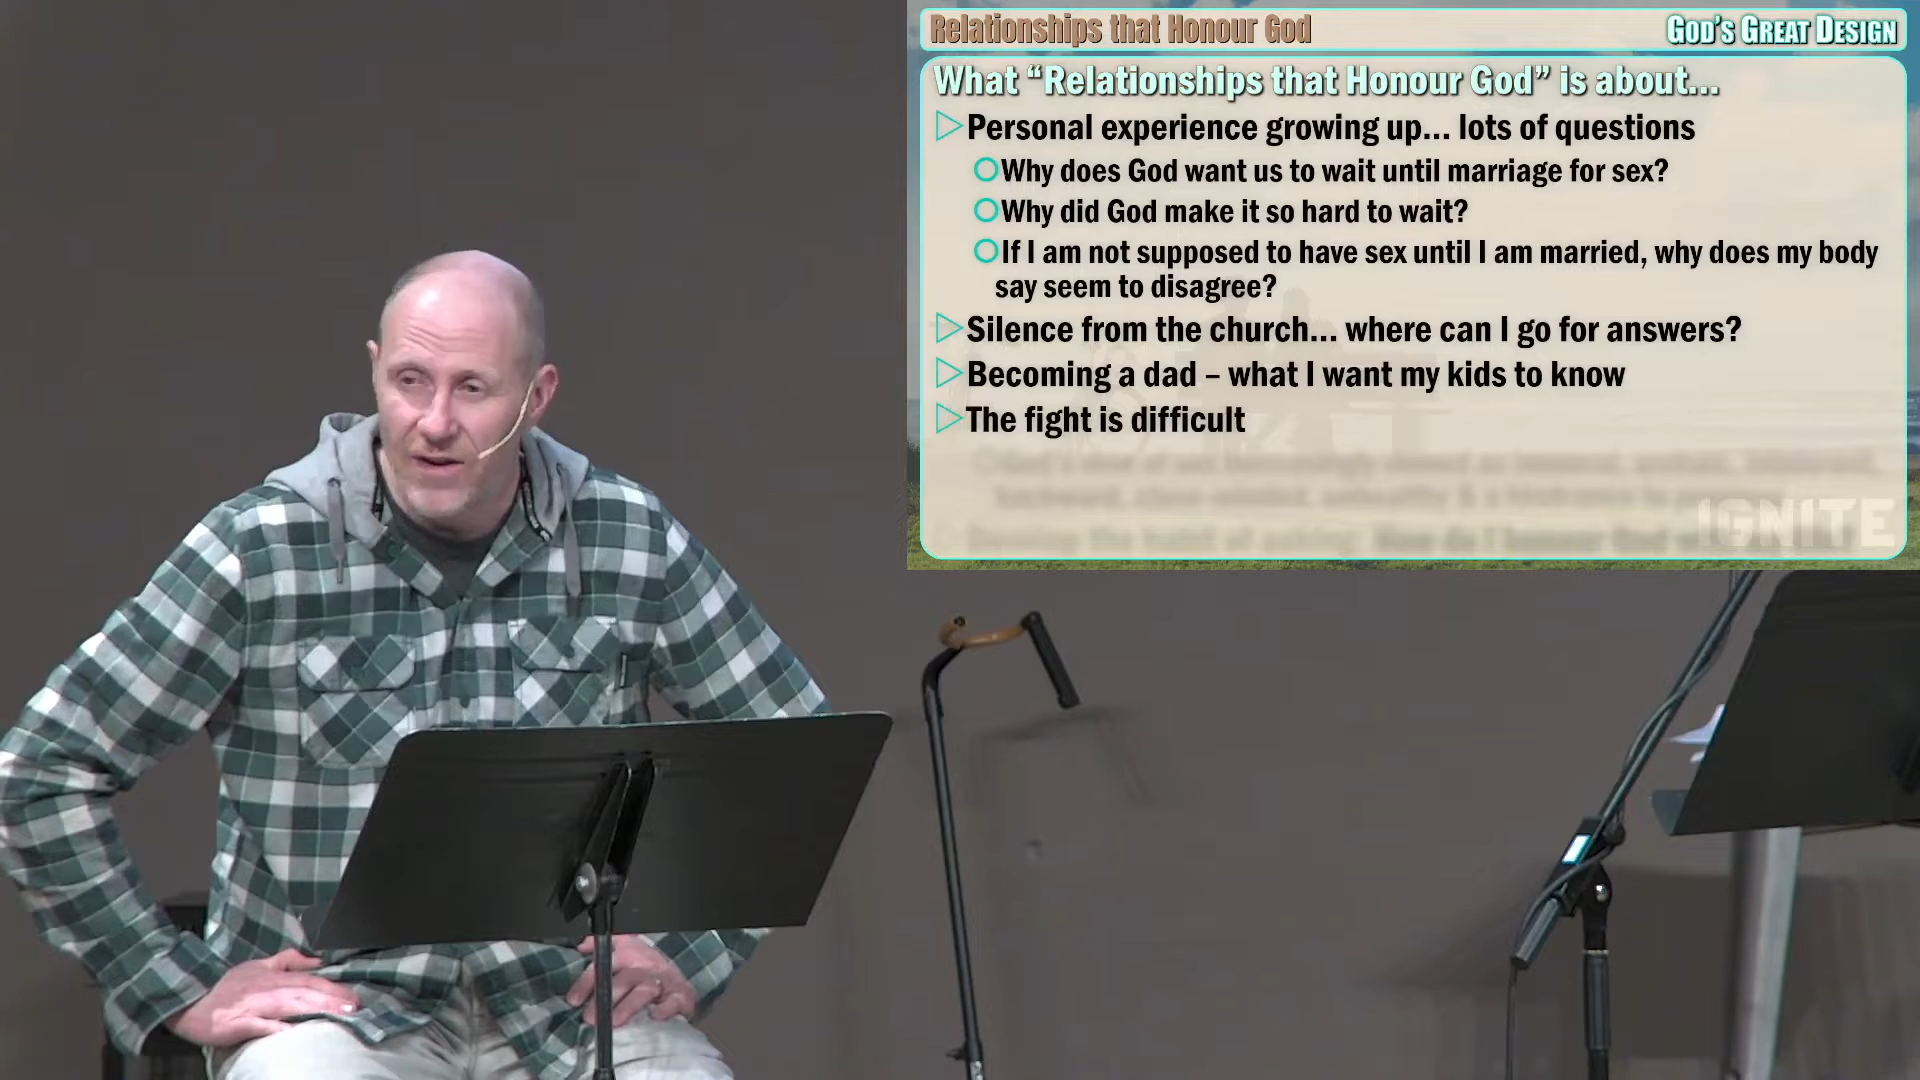 Relationships that Honour God
GOD'S GREAT DESIGN
What “Relationships that Honour God” is about...
Personal experience growing up... lots of questions
Why does God want us to wait until marriage for sex?
Why did God make it so hard to wait?
If I am not supposed to have sex until I am married, why does my body
say seem to disagree?
Silence from the church... where can I go for answers?
Becoming a dad – what I want my kids to know
The fight is difficult
IGNITE